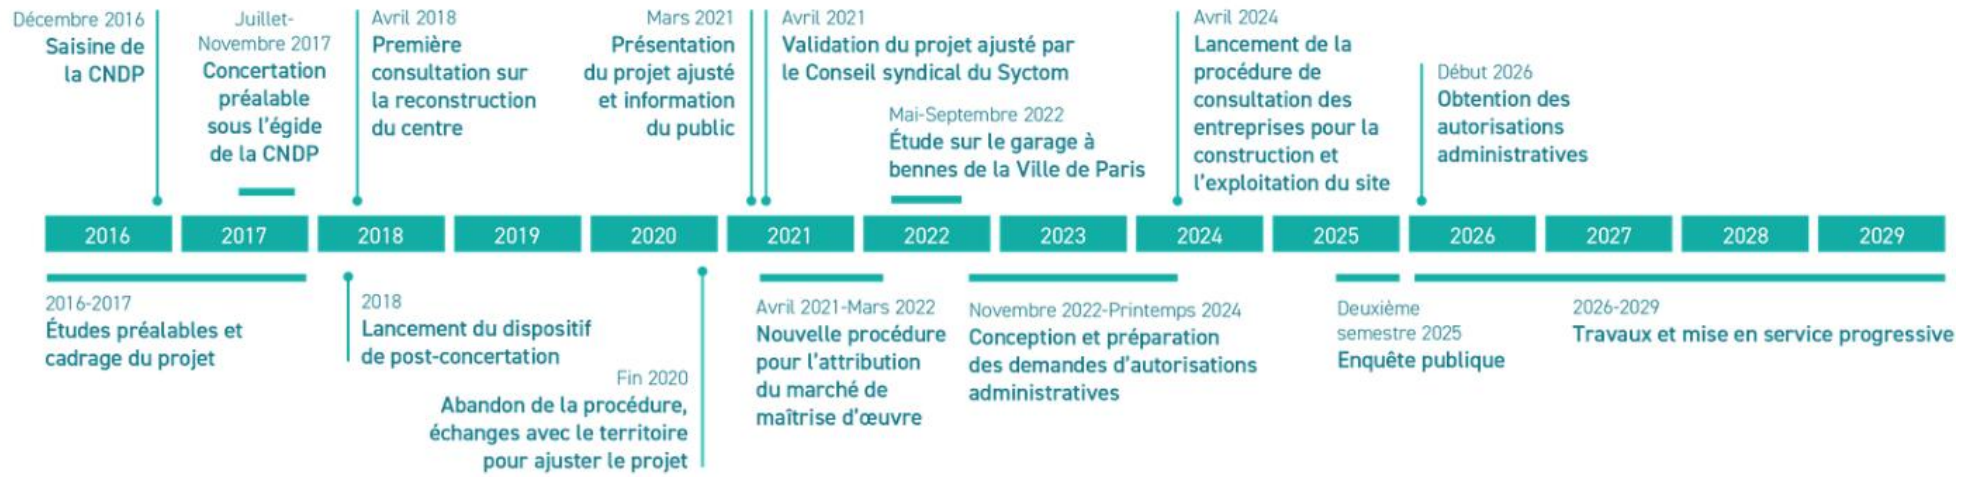 Décembre 2016
Saisine de
la CNDP
Juillet-
Novembre 2017
Concertation
préalable
sous l'égide
de la CNDP
Avril 2018
Première
consultation sur
la reconstruction
du centre
Mars 2021
Présentation
du projet ajusté
et information
du public
Avril 2021
Validation du projet ajusté par
le Conseil syndical du Syctom
Mai-Septembre 2022
Étude sur le garage à
bennes de la Ville de Paris
Avril 2024
Lancement de la
procédure de
consultation des
entreprises pour la
construction et
l'exploitation du site
Début 2026
Obtention des
autorisations
administratives
2016
2017
2018
2019
2020
2021
2022
2023
2024
2025
2026
2027
2028
2029
2016-2017
Études préalables et
cadrage du projet
2018
Lancement du dispositif
de post-concertation
Fin 2020
Abandon de la procédure,
échanges avec le territoire
pour ajuster le projet
Avril 2021-Mars 2022
Nouvelle procédure
pour l'attribution
du marché de
maîtrise d'œuvre
Novembre 2022-Printemps 2024
Conception et préparation
des demandes d'autorisations
administratives
Deuxième
semestre 2025
Enquête publique
2026-2029
Travaux et mise en service progressive